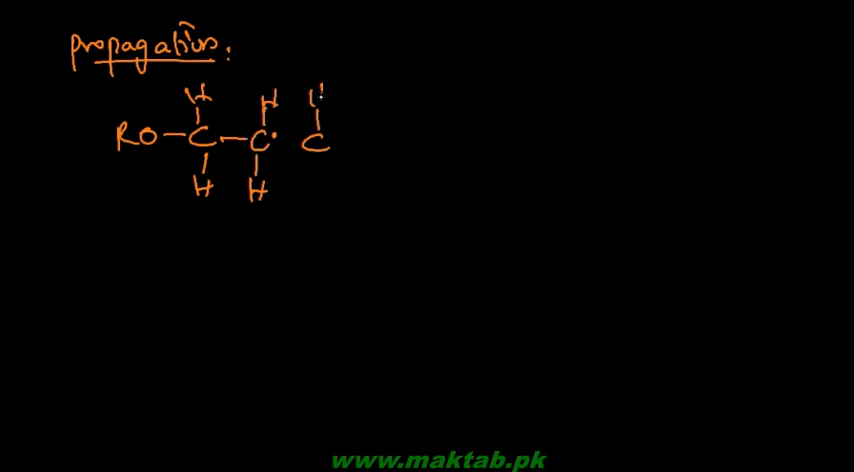 propagation:
H H H
RO-C-C· C
H H
www.maktab.pk